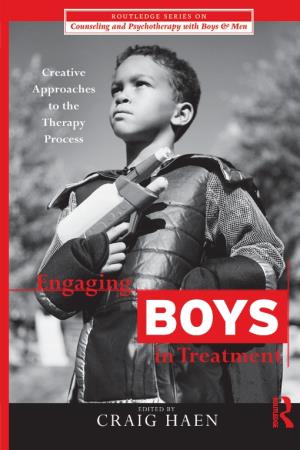 ROUTLEDGE SERIES ON
Counseling and Psychotherapy with Boys & Men
Creative
Approaches
to the
Therapy
Process
Engaging
BOYS
in Treatment
EDITED BY
CRAIG HAEN
R
Routledge